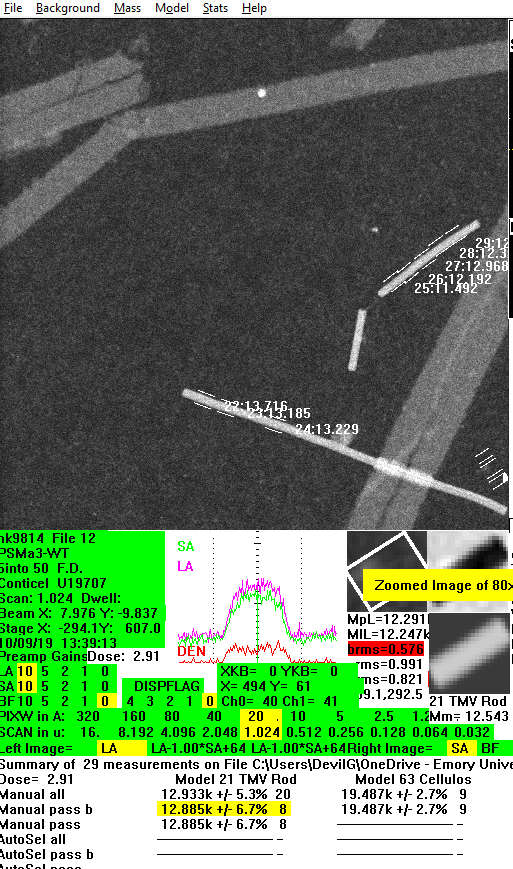 File Background Mass Model Stats Help
29:12
28:12.3
27:12.968
26:12.192
25:11.492
22:13.716
23:13.185
24:13.229
nk9814 File 12
PSMa3-WT
5into 50 F.D.
Conticel U19707
Scan: 1.024 Dwell:
Beam X: 7.976 Y: -9.837
Stage X: -294.1Y: 607.0
10/09/19 13:39:13
Preamp Gains Dose: 2.91
LA 10 5 2 1 0
SA 10 5 2 1 0 DISPFLAG
BF 10 5 2 1 0 4 3 2 1 0
SA
LA
DEN
XKB= 0 YKB= 0
X= 494 Y= 61
Ch0= 40 Ch1= 41
Zoomed Image of 80x
MpL=12.291
MIL=12.247k
brms=0.576
rms=0.991
rms=0.821
p9.1,292.5
21 TMV Rod
Mm= 12.543
PIXW in A: 320 160 80 40 20 . 10 5 2.5 1.2
SCAN in u: 16. 8.192 4.096 2.048 1.024 0.512 0.256 0.128 0.064 0.032
Left Image= LA LA-1.00*SA+64 LA-1.00*SA+64 Right Image= SA BF
Summary of 29 measurements on File C:\Users\DevilG\OneDrive - Emory Unive
Dose= 2.91 Model 21 TMV Rod Model 63 Cellulos
Manual all 12.933k +/- 5.3% 20 19.487k +/- 2.7% 9
Manual pass b 12.885k +/- 6.7% 8 19.487k +/- 2.7% 9
Manual pass 12.885k +/- 6.7% 8
AutoSel all
AutoSel pass b